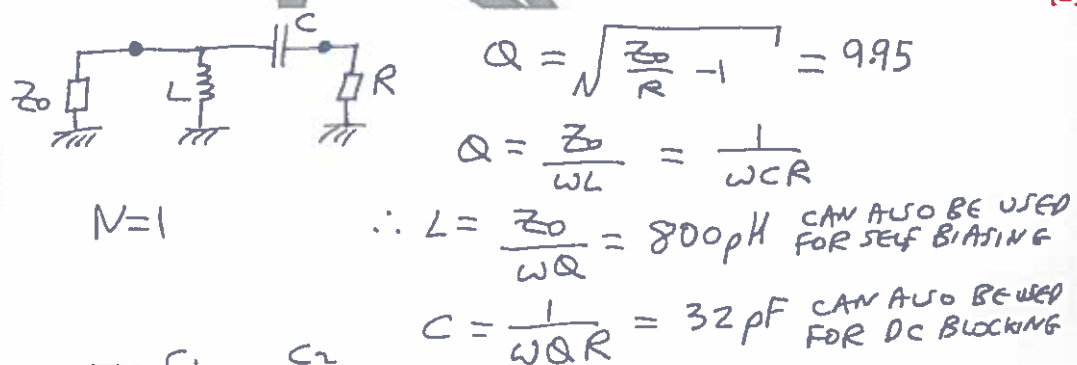 C
Z₀ L R
Q = √(Z₀/R - 1) = 9.95
Q = Z₀/ωL = 1/ωCR
N=1
∴ L = Z₀/ωQ = 800pH CAN ALSO BE USED
FOR SELF BIASING
C = 1/ωQR = 32pF CAN ALSO BE USED
FOR DC BLOCKING
C₂